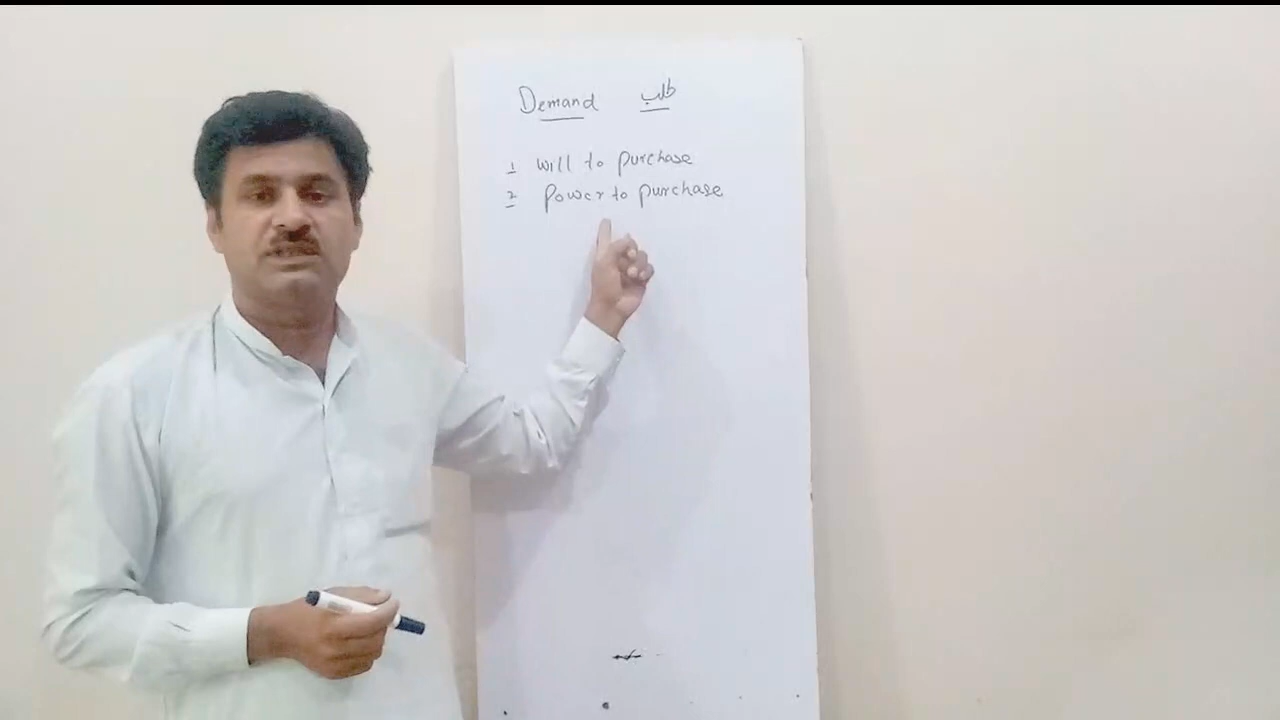 Demand طلب
1 will to purchase
2 power to purchase